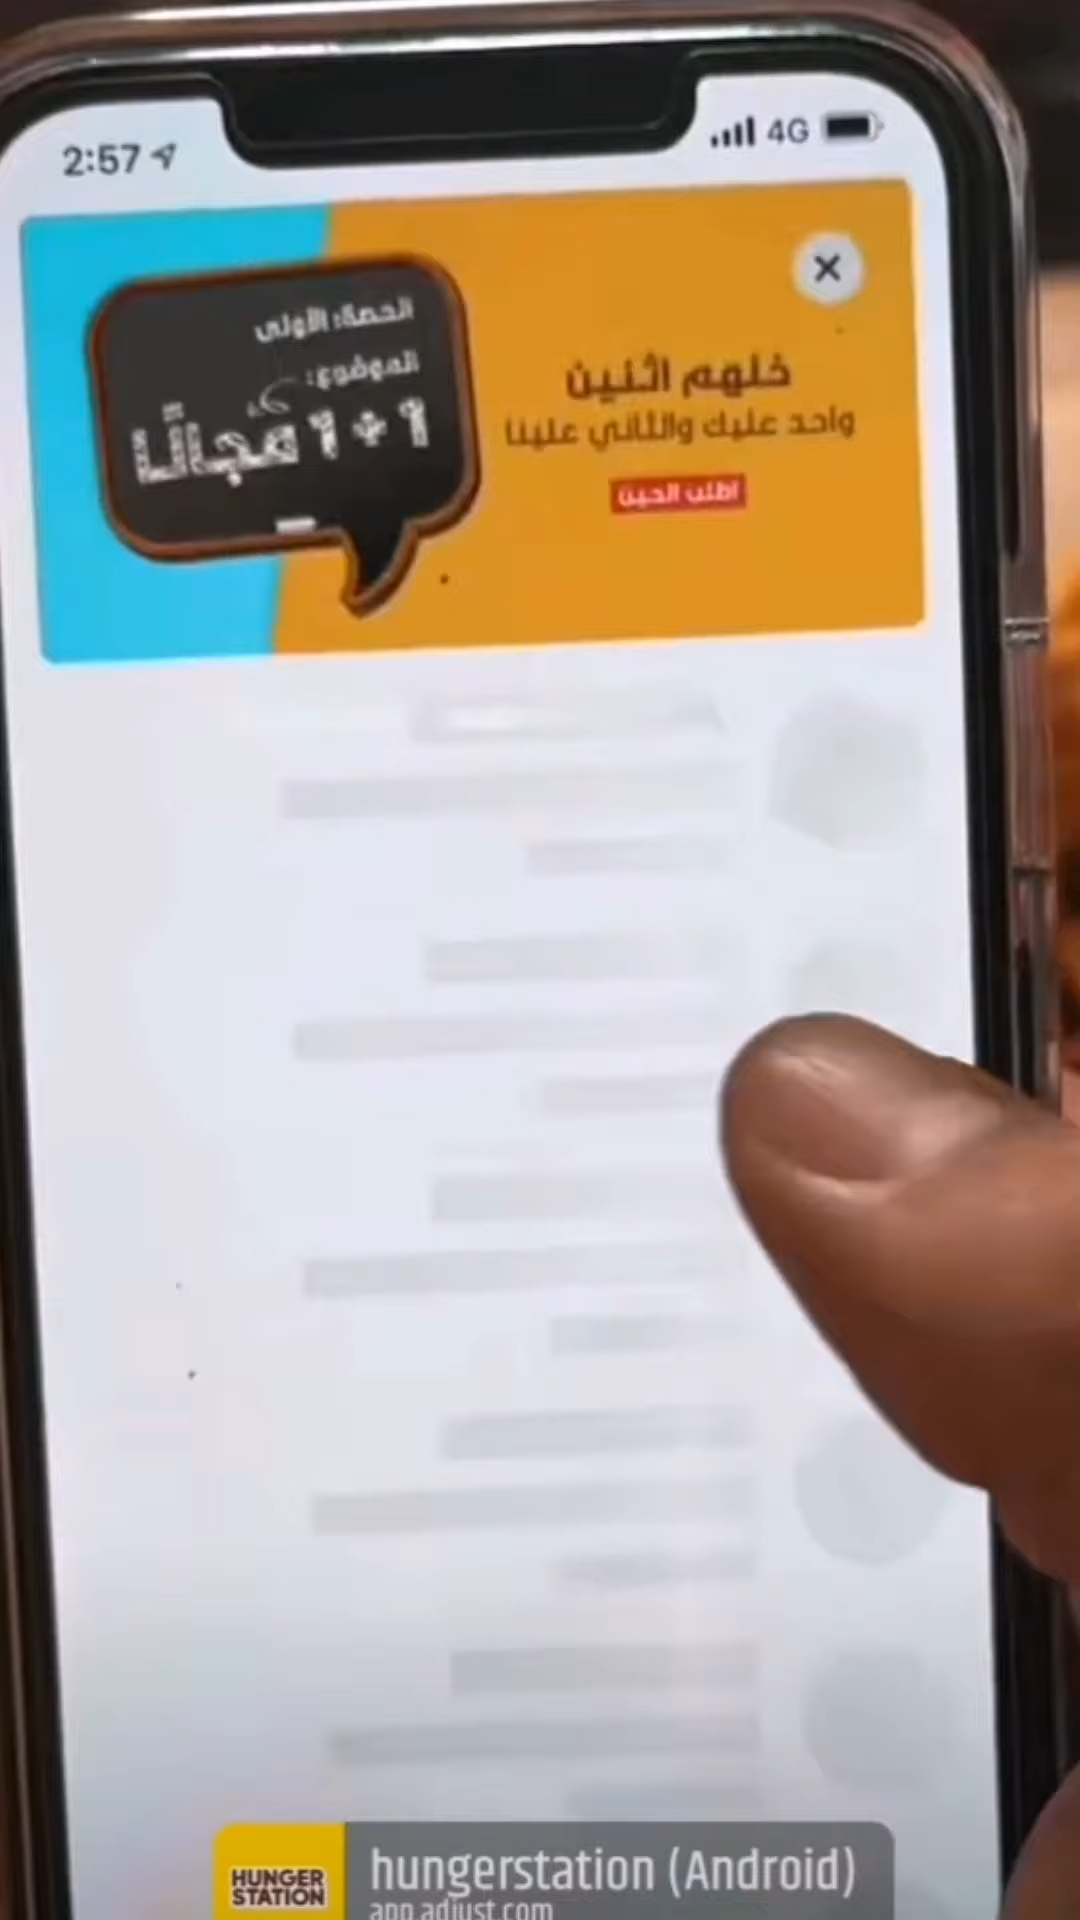 2:57
4G
الحصة: الأولى
الموضوع:
1 + 1 مجانًا
خلهم اثنين
واحد عليك والثاني علينا
اطلب الحين
HUNGER
STATION
hungerstation (Android)
app.adjust.com